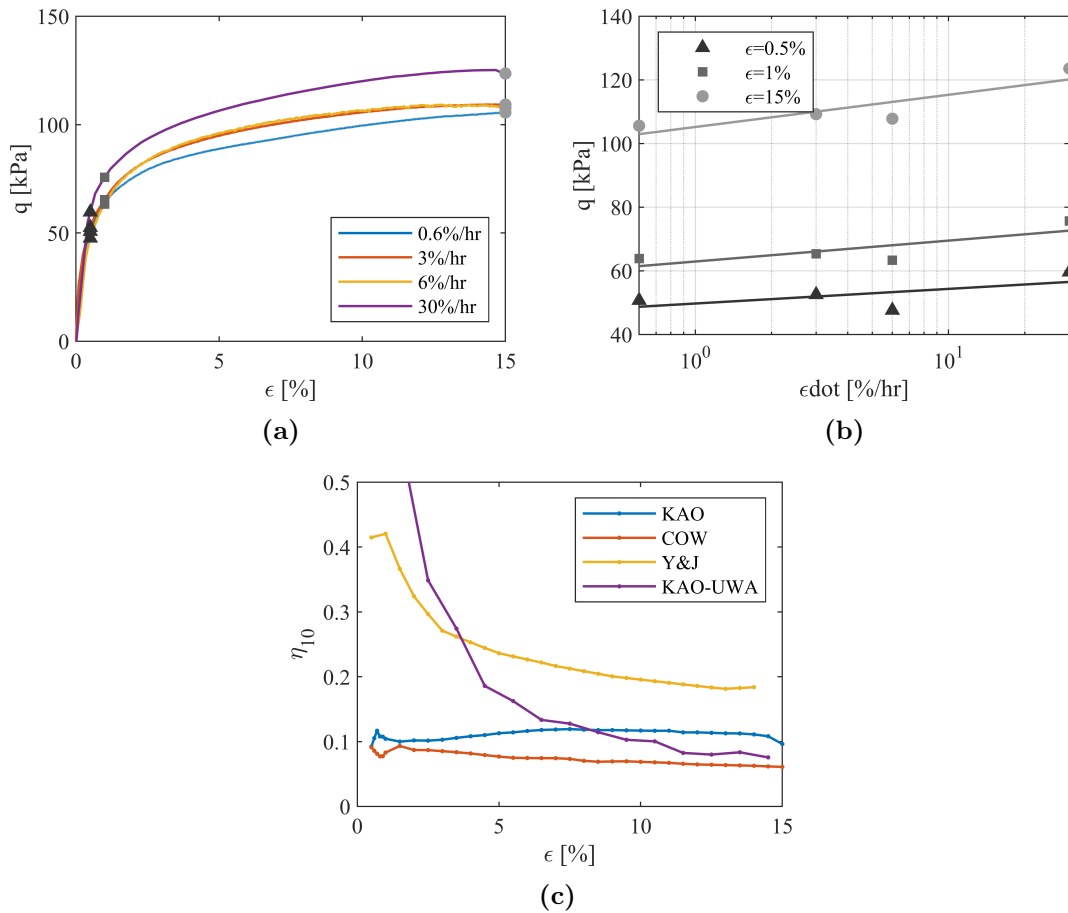 150
100
50
0
q [kPa]
0.6%/hr
3%/hr
6%/hr
30%/hr
0 5 10 15
ϵ [%]
(a)
140
120
100
80
60
40
q [kPa]
ϵ=0.5%
ϵ=1%
ϵ=15%
10⁰ 10¹
ϵdot [%/hr]
(b)
0.5
0.4
0.3
0.2
0.1
0
η₁₀
KAO
COW
Y&J
KAO-UWA
0 5 10 15
ϵ [%]
(c)